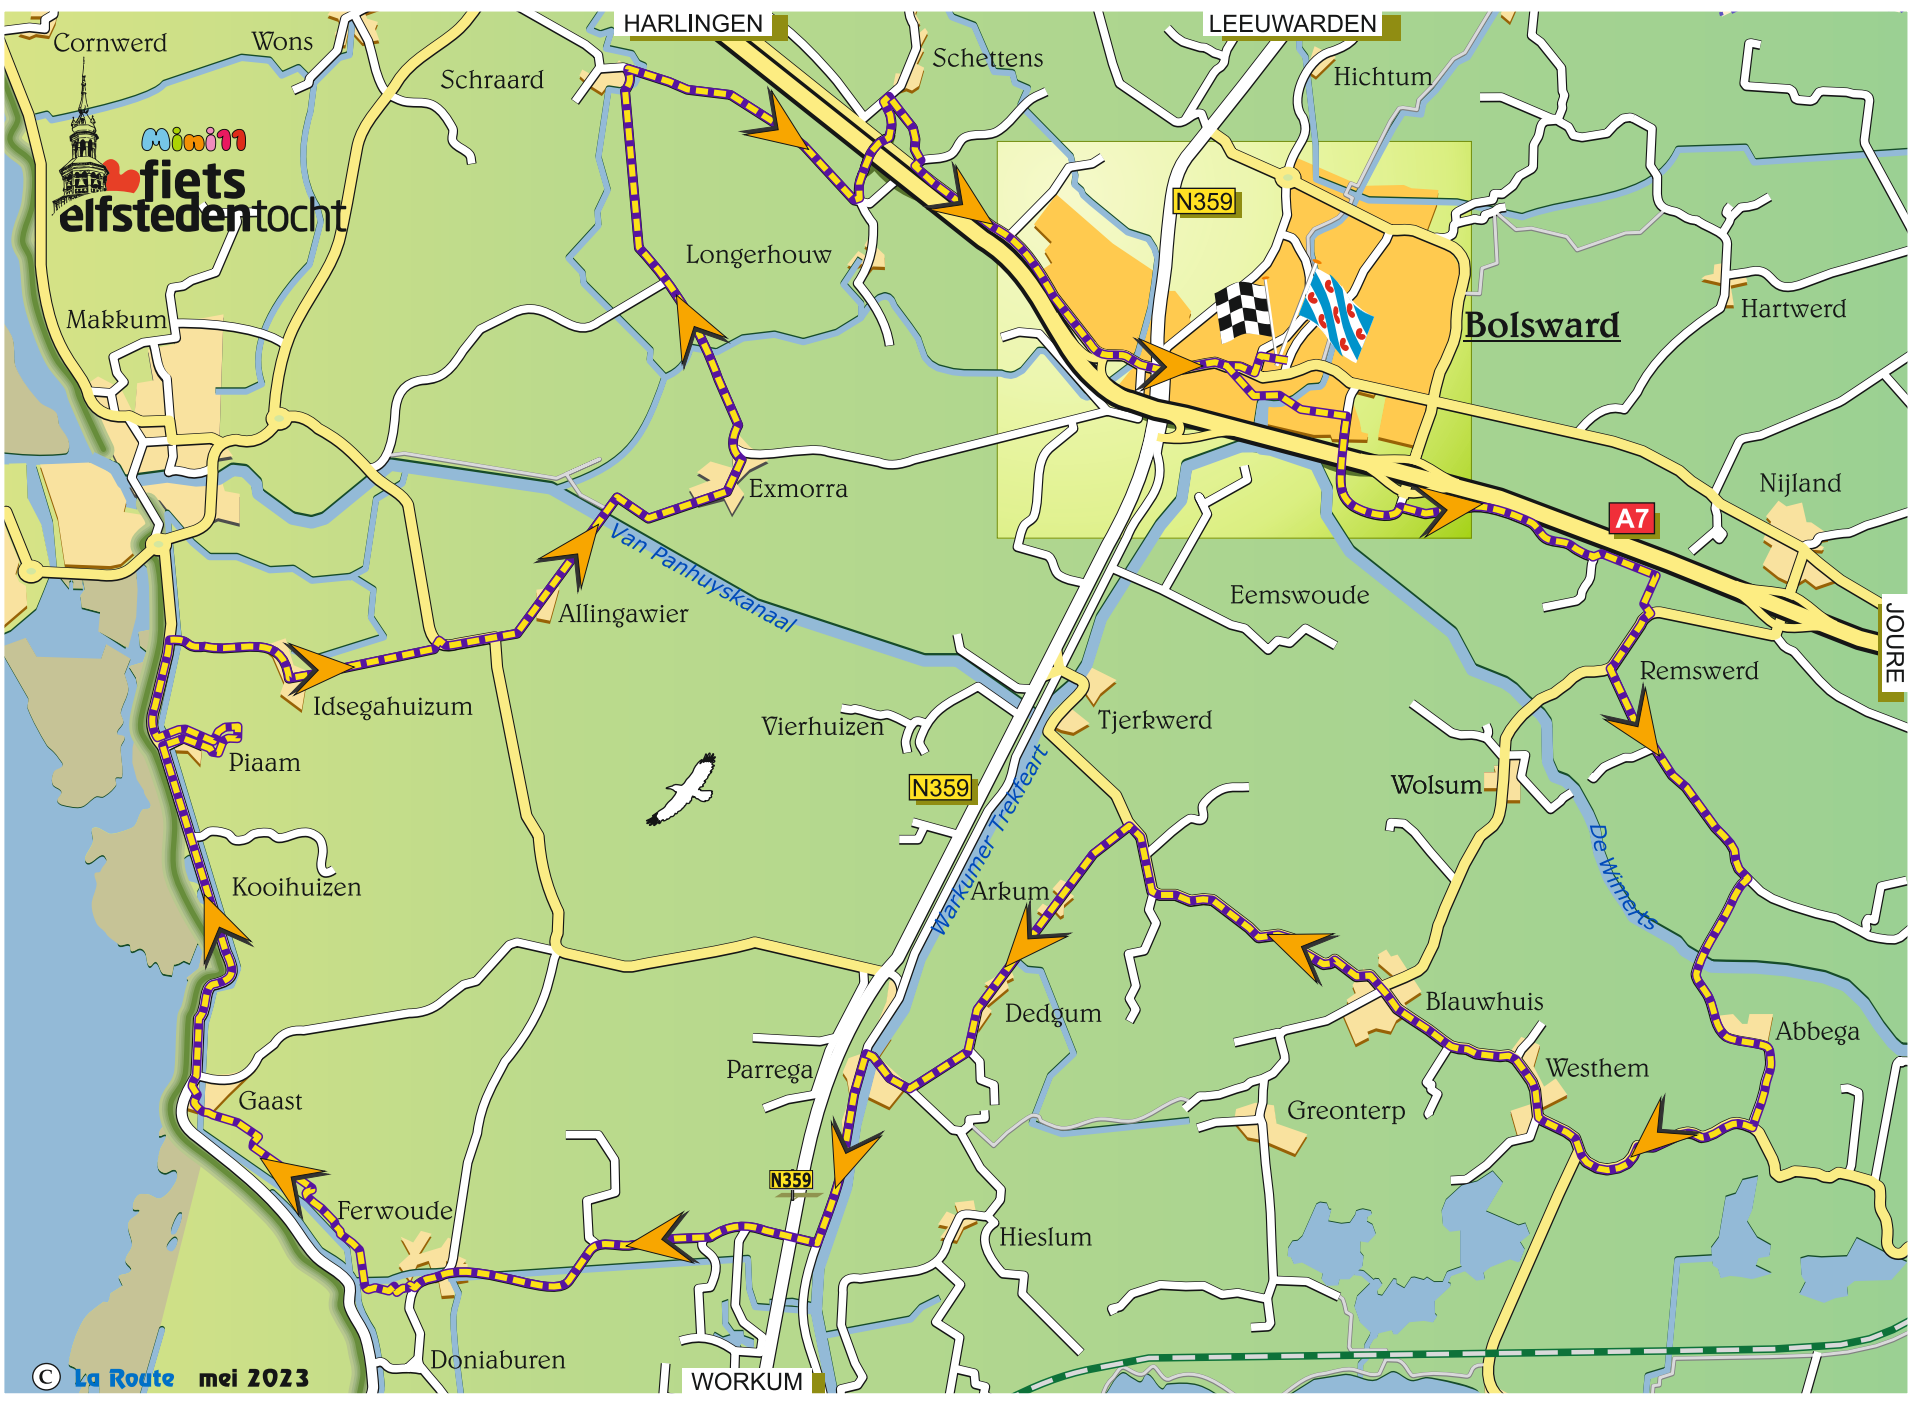 HARLINGEN
LEEUWARDEN
Cornwerd
Wons
Schraard
Schettens
Hichtum
Mini11
fiets
elfstedentocht
N359
Longerhouw
Makkum
Hartwerd
Bolsward
Exmorra
Nijland
A7
Van Panhuyskanaal
Allingawier
Eemswoude
JOURE
Idsegahuizum
Remswerd
Vierhuizen
Tjerkwerd
Piaam
N359
Wolsum
Warkumer Trekfeart
De Wimerts
Kooihuizen
Arkum
Dedgum
Blauwhuis
Abbega
Parrega
Westhem
Gaast
Greonterp
N359
Ferwoude
Hieslum
Doniaburen
© La Route mei 2023
WORKUM